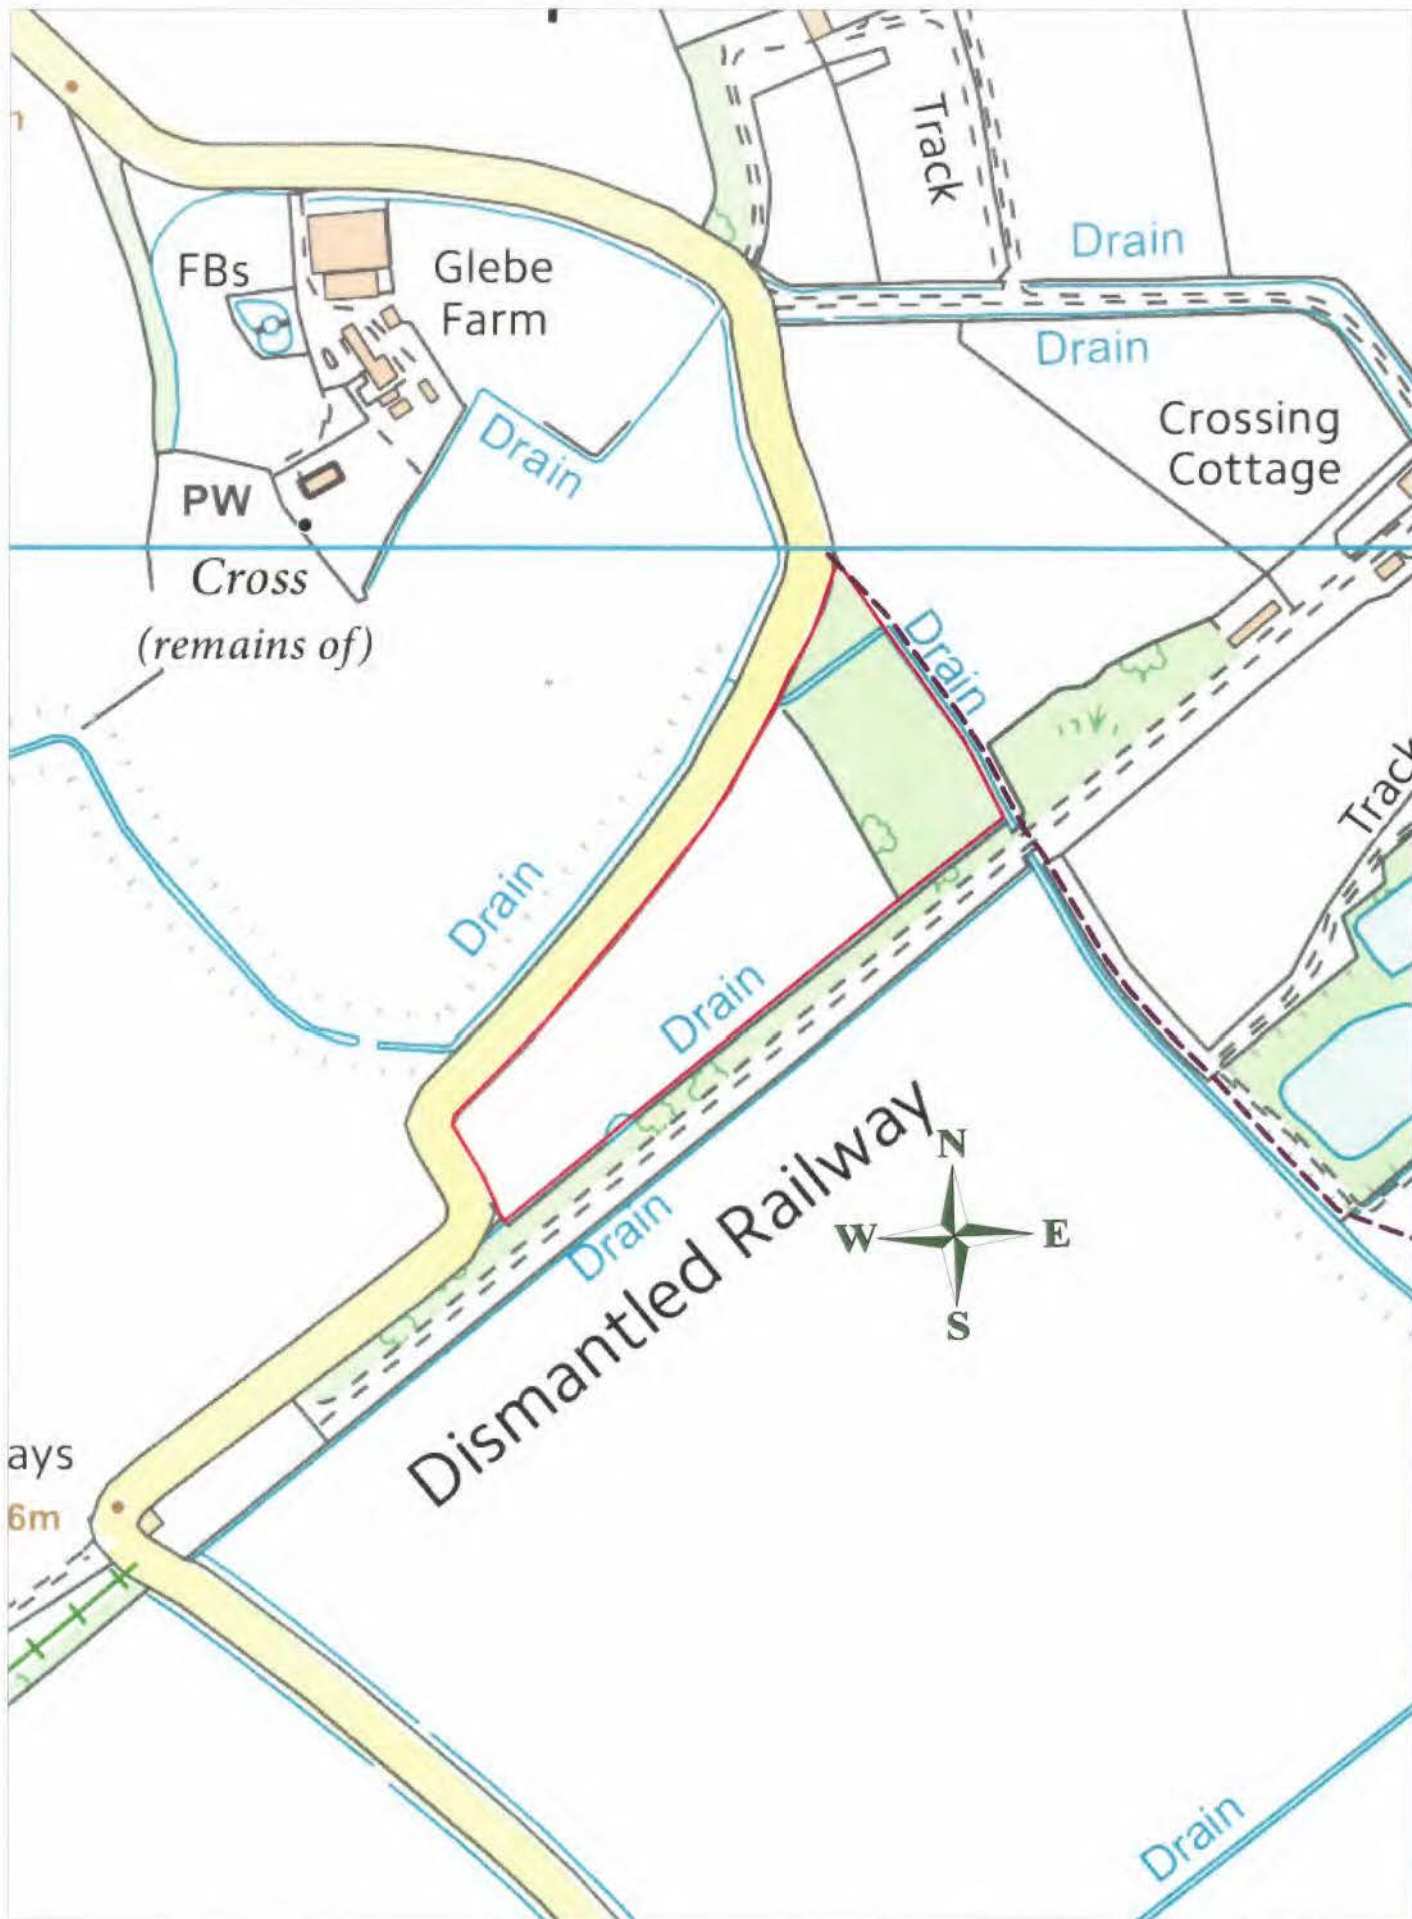 Track
Drain
FBs
Glebe
Farm
Drain
Crossing
Cottage
Drain
PW
Cross
(remains of)
Drain
Track
Drain
Drain
Dismantled Railway
N
W
E
S
Drain
ays
6m
Drain